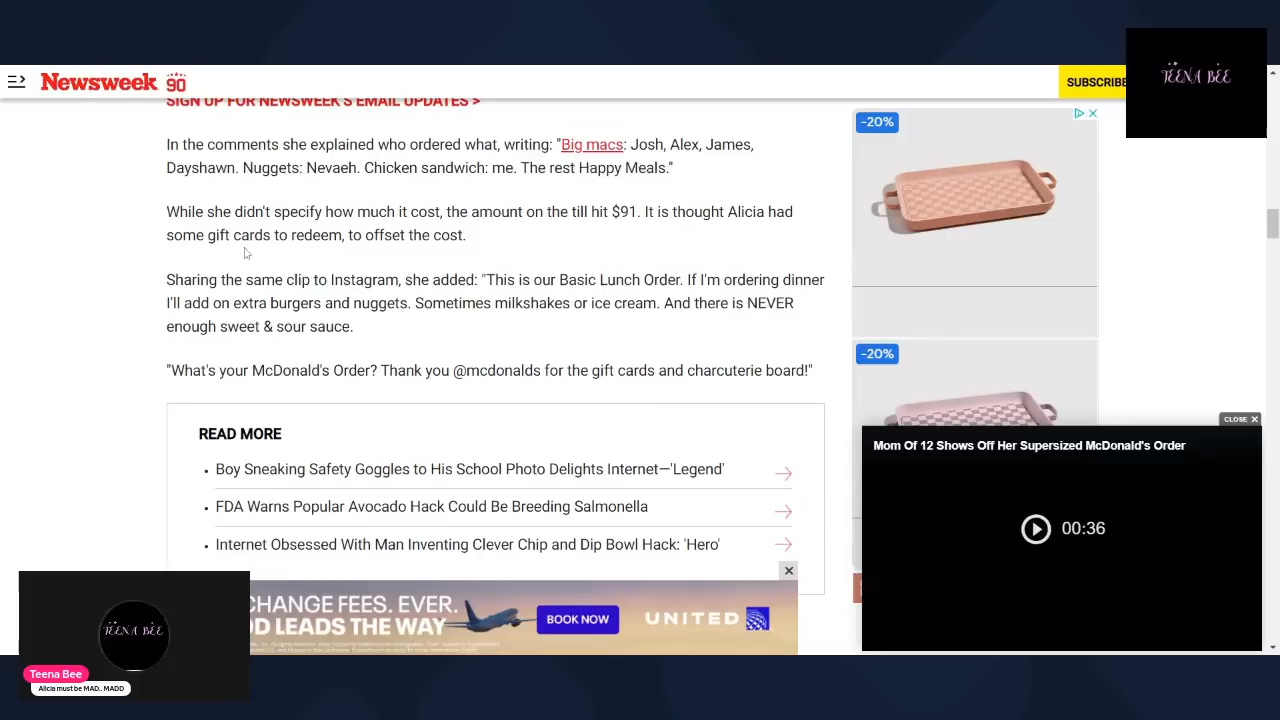 TEENA BEE
Newsweek 90
SUBSCRIBE
SIGN UP FOR NEWSWEEK'S EMAIL UPDATES >
In the comments she explained who ordered what, writing: "Big macs: Josh, Alex, James,
Dayshawn. Nuggets: Nevaeh. Chicken sandwich: me. The rest Happy Meals."
While she didn't specify how much it cost, the amount on the till hit $91. It is thought Alicia had
some gift cards to redeem, to offset the cost.
Sharing the same clip to Instagram, she added: "This is our Basic Lunch Order. If I'm ordering dinner
I'll add on extra burgers and nuggets. Sometimes milkshakes or ice cream. And there is NEVER
enough sweet & sour sauce.
"What's your McDonald's Order? Thank you @mcdonalds for the gift cards and charcuterie board!"
READ MORE
Boy Sneaking Safety Goggles to His School Photo Delights Internet—'Legend'
FDA Warns Popular Avocado Hack Could Be Breeding Salmonella
Internet Obsessed With Man Inventing Clever Chip and Dip Bowl Hack: 'Hero'
-20%
-20%
CLOSE
Mom Of 12 Shows Off Her Supersized McDonald's Order
00:36
CHANGE FEES. EVER.
D LEADS THE WAY
BOOK NOW
UNITED
TEENA BEE
Teena Bee
Alicia must be MAD.. MADD